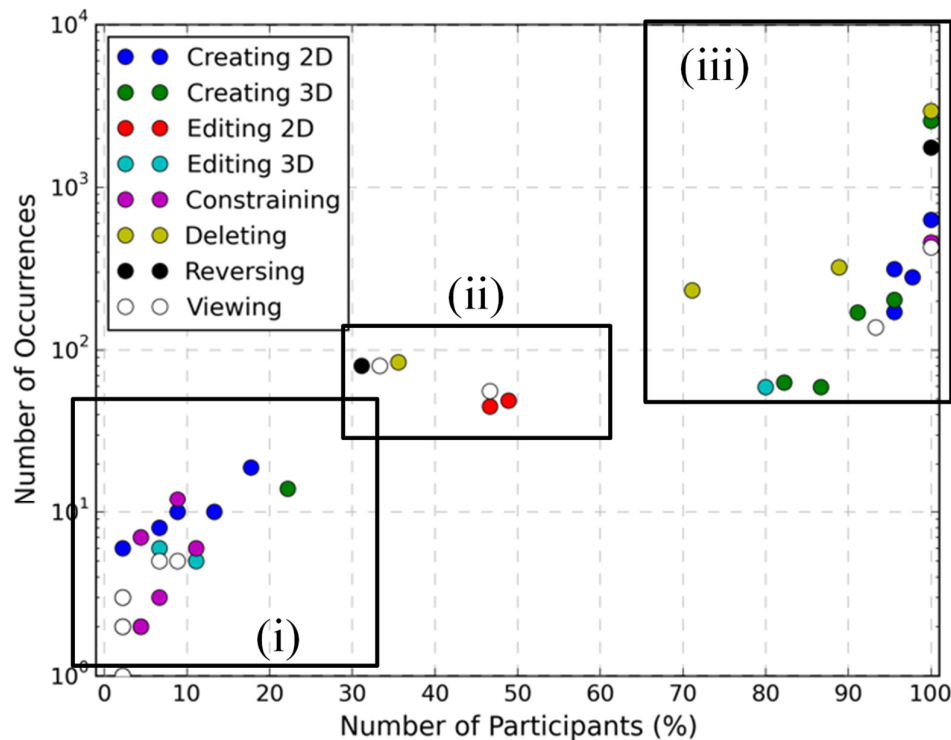 10^4
(iii)
Creating 2D
Creating 3D
Editing 2D
Editing 3D
Constraining
Deleting
Reversing
Viewing
10^3
(ii)
10^2
10^1
(i)
10^0
0 10 20 30 40 50 60 70 80 90 100
Number of Participants (%)
Number of Occurrences